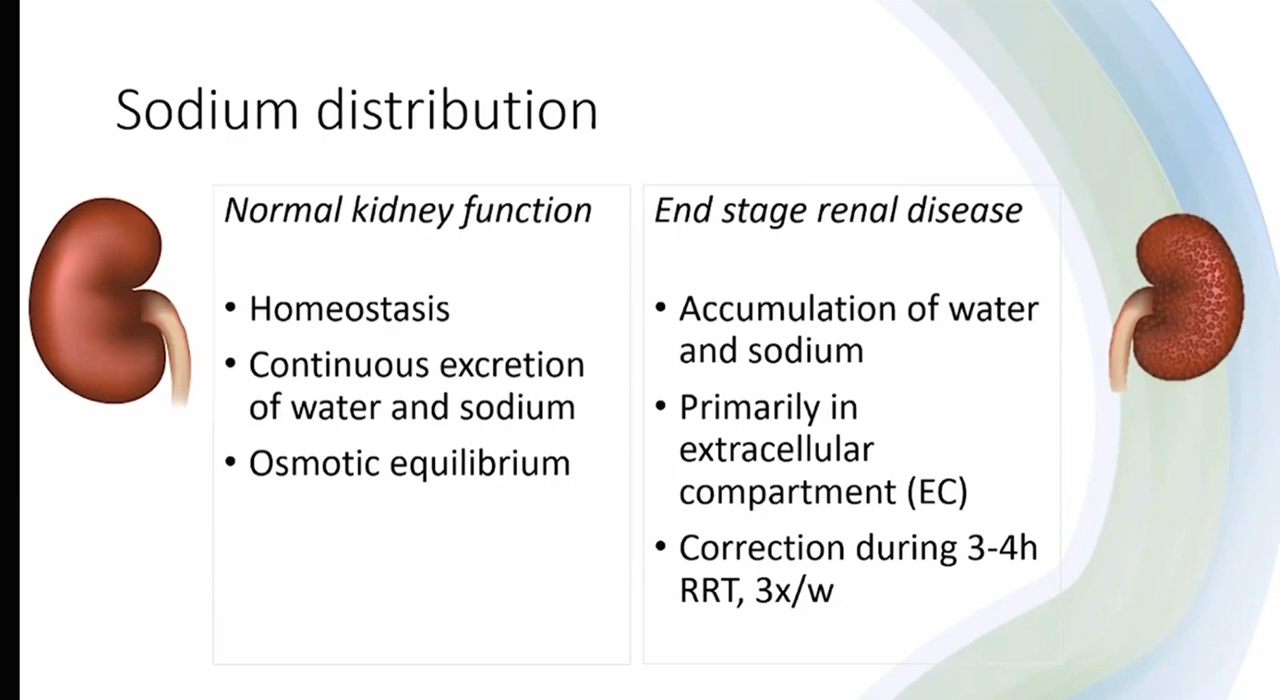 Sodium distribution
Normal kidney function
• Homeostasis
• Continuous excretion
of water and sodium
• Osmotic equilibrium
End stage renal disease
• Accumulation of water
and sodium
• Primarily in
extracellular
compartment (EC)
• Correction during 3-4h
RRT, 3x/w